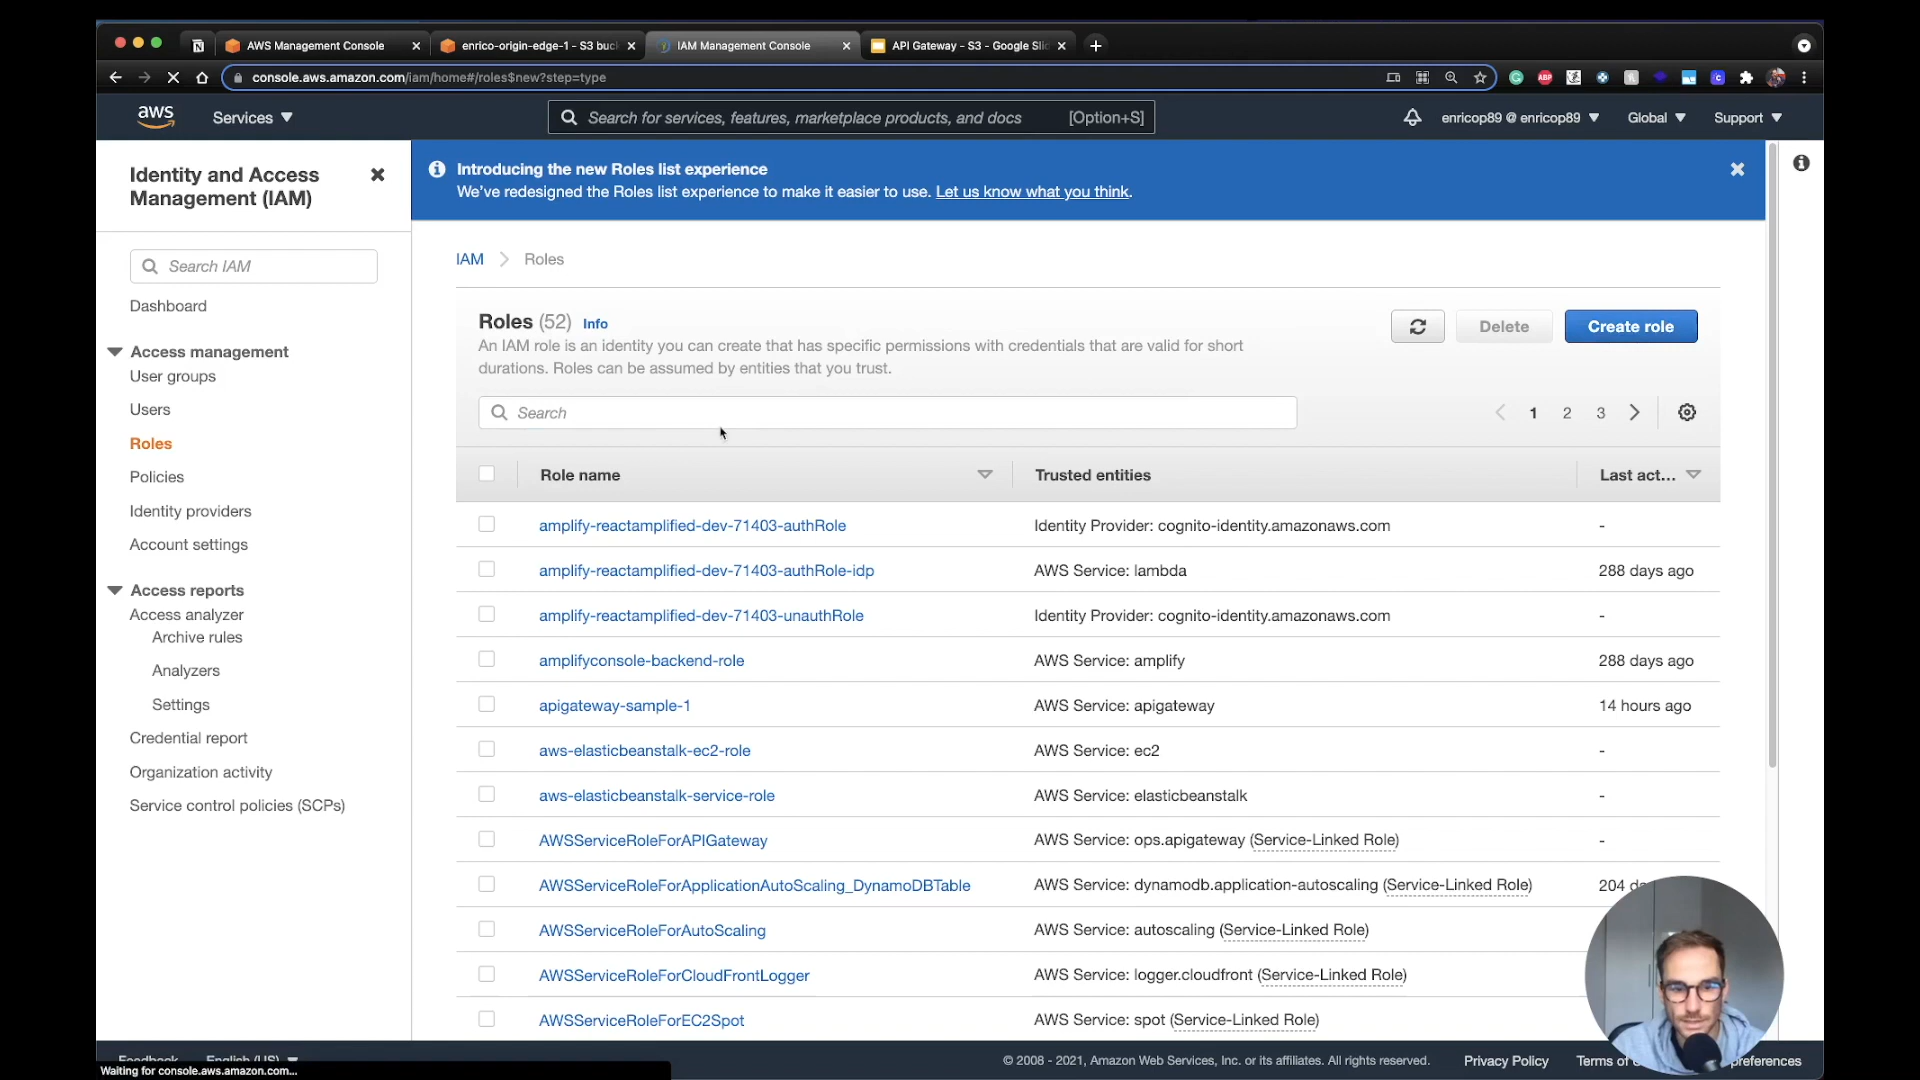 AWS Management Console
enrico-origin-edge-1 - S3 buc
IAM Management Console
API Gateway - S3 - Google Slid
console.aws.amazon.com/iam/home#/roles$new?step=type
aws
Services
Search for services, features, marketplace products, and docs
[Option+S]
enricop89 @ enricop89
Global
Support
Identity and Access
Management (IAM)
Search IAM
Dashboard
Access management
User groups
Users
Roles
Policies
Identity providers
Account settings
Access reports
Access analyzer
Archive rules
Analyzers
Settings
Credential report
Organization activity
Service control policies (SCPs)
Introducing the new Roles list experience
We've redesigned the Roles list experience to make it easier to use. Let us know what you think.
IAM > Roles
Roles (52) Info
An IAM role is an identity you can create that has specific permissions with credentials that are valid for short
durations. Roles can be assumed by entities that you trust.
Delete
Create role
Search
1 2 3
Role name Trusted entities Last act...
amplify-reactamplified-dev-71403-authRole Identity Provider: cognito-identity.amazonaws.com -
amplify-reactamplified-dev-71403-authRole-idp AWS Service: lambda 288 days ago
amplify-reactamplified-dev-71403-unauthRole Identity Provider: cognito-identity.amazonaws.com -
amplifyconsole-backend-role AWS Service: amplify 288 days ago
apigateway-sample-1 AWS Service: apigateway 14 hours ago
aws-elasticbeanstalk-ec2-role AWS Service: ec2 -
aws-elasticbeanstalk-service-role AWS Service: elasticbeanstalk -
AWSServiceRoleForAPIGateway AWS Service: ops.apigateway (Service-Linked Role) -
AWSServiceRoleForApplicationAutoScaling_DynamoDBTable AWS Service: dynamodb.application-autoscaling (Service-Linked Role) 204 da
AWSServiceRoleForAutoScaling AWS Service: autoscaling (Service-Linked Role)
AWSServiceRoleForCloudFrontLogger AWS Service: logger.cloudfront (Service-Linked Role)
AWSServiceRoleForEC2Spot AWS Service: spot (Service-Linked Role)
Feedback English (US)
© 2008 - 2021, Amazon Web Services, Inc. or its affiliates. All rights reserved. Privacy Policy Terms of preferences
Waiting for console.aws.amazon.com...